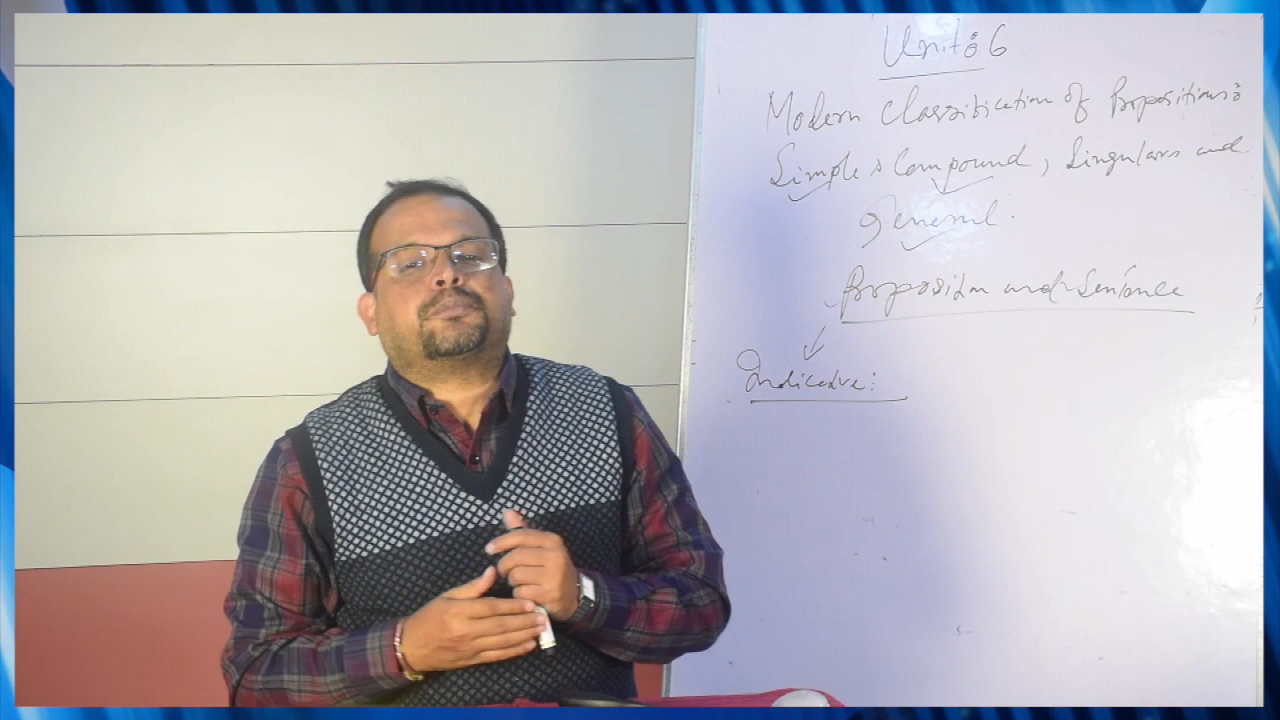 Unit: 6
Modern Classification of Propositions:
Simple & Compound, Singulars and
General.
Proposition and Sentence
Indicative: